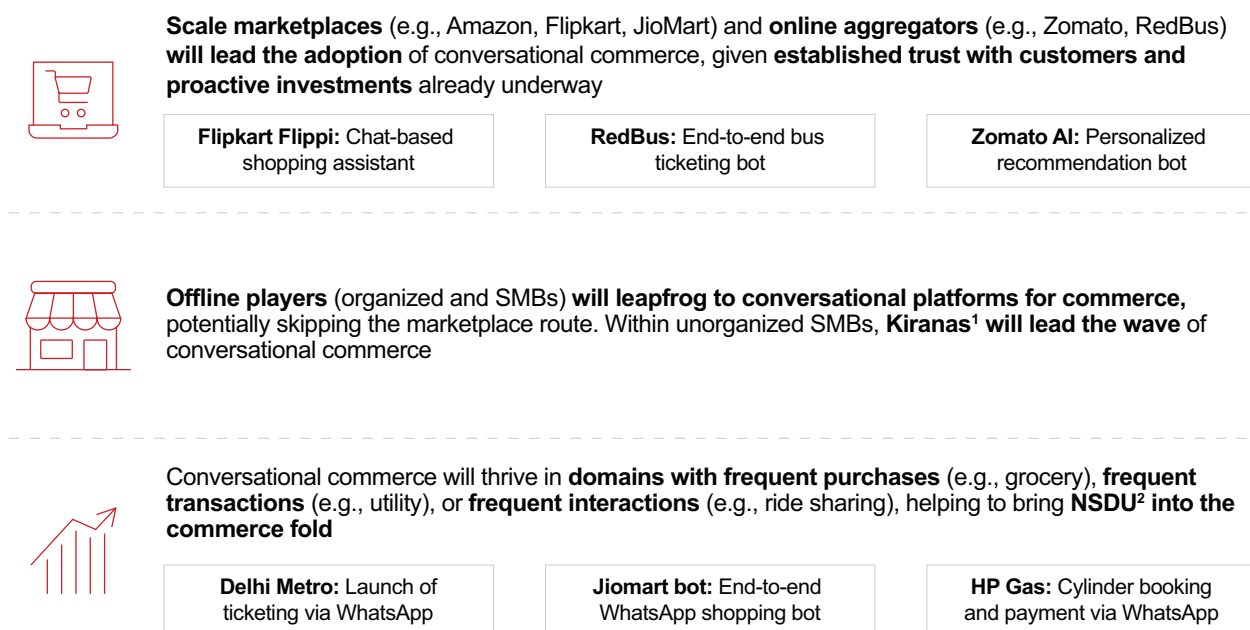 Scale marketplaces (e.g., Amazon, Flipkart, JioMart) and online aggregators (e.g., Zomato, RedBus)
will lead the adoption of conversational commerce, given established trust with customers and
proactive investments already underway
Flipkart Flippi: Chat-based
shopping assistant
RedBus: End-to-end bus
ticketing bot
Zomato AI: Personalized
recommendation bot
Offline players (organized and SMBs) will leapfrog to conversational platforms for commerce,
potentially skipping the marketplace route. Within unorganized SMBs, Kiranas¹ will lead the wave of
conversational commerce
Conversational commerce will thrive in domains with frequent purchases (e.g., grocery), frequent
transactions (e.g., utility), or frequent interactions (e.g., ride sharing), helping to bring NSDU² into the
commerce fold
Delhi Metro: Launch of
ticketing via WhatsApp
Jiomart bot: End-to-end
WhatsApp shopping bot
HP Gas: Cylinder booking
and payment via WhatsApp